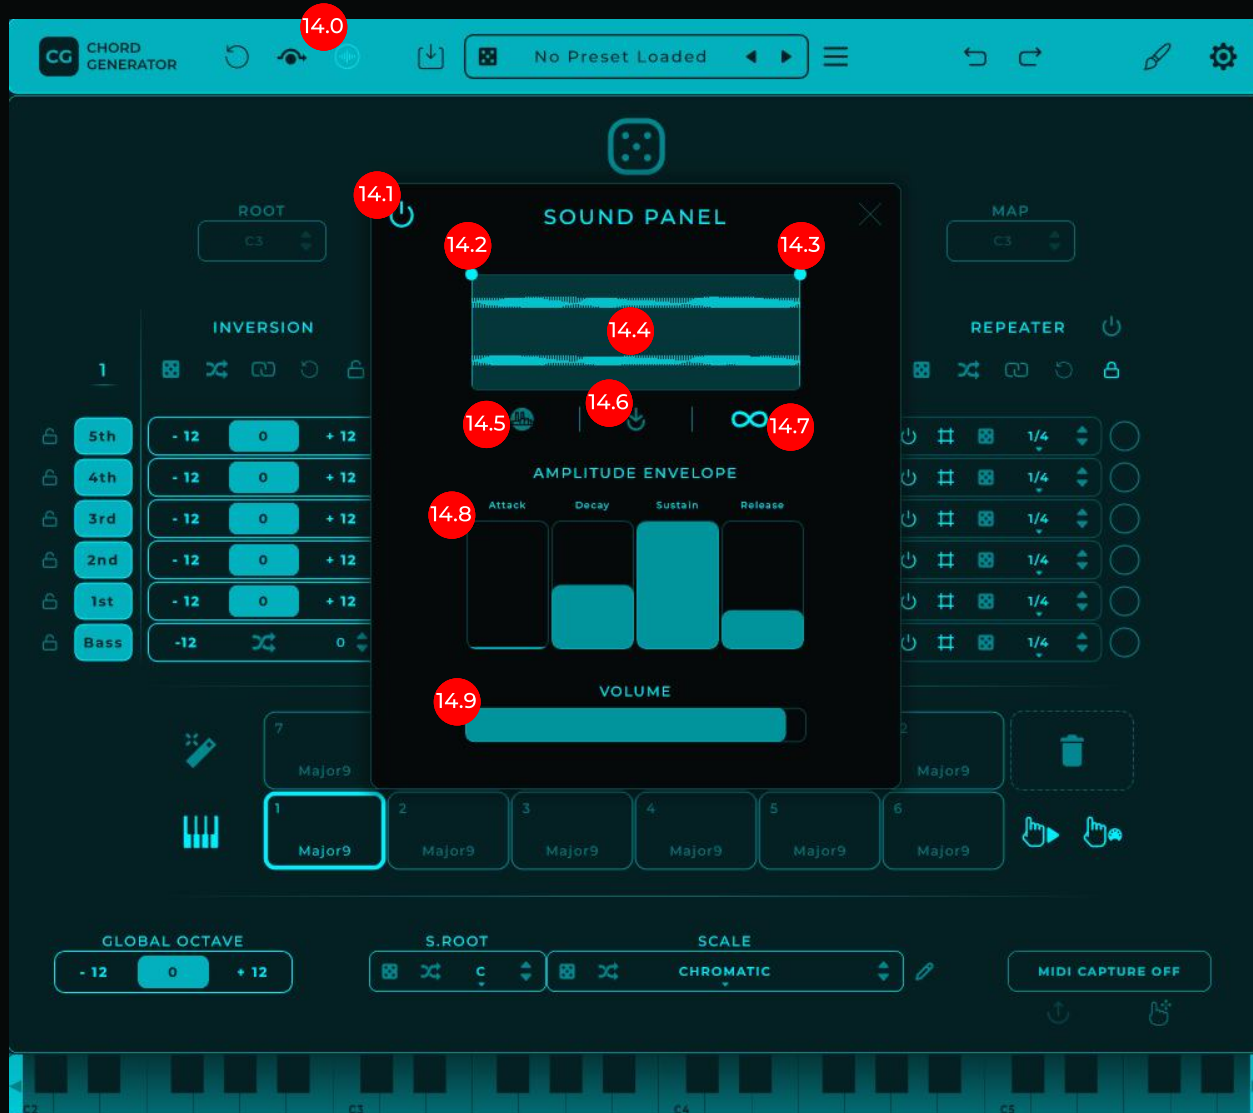 14.0
CHORD
CG
GENERATOR
No Preset Loaded
14.1
ROOT
SOUND PANEL
MAP
C3
C3
14.2
14.3
INVERSION
14.4
REPEATER
1
14.5
14.6
14.7
5th - 12 0 + 12 1/4
AMPLITUDE ENVELOPE
4th - 12 0 + 12 1/4
14.8 Attack Decay Sustain Release
3rd - 12 0 + 12 1/4
2nd - 12 0 + 12 1/4
1st - 12 0 + 12 1/4
Bass -12 0 1/4
VOLUME
14.9
7
2
Major9
Major9
1 2 3 4 5 6
Major9 Major9 Major9 Major9 Major9 Major9
GLOBAL OCTAVE S.ROOT SCALE
- 12 0 + 12 C CHROMATIC MIDI CAPTURE OFF
C2 C3 C4 C5